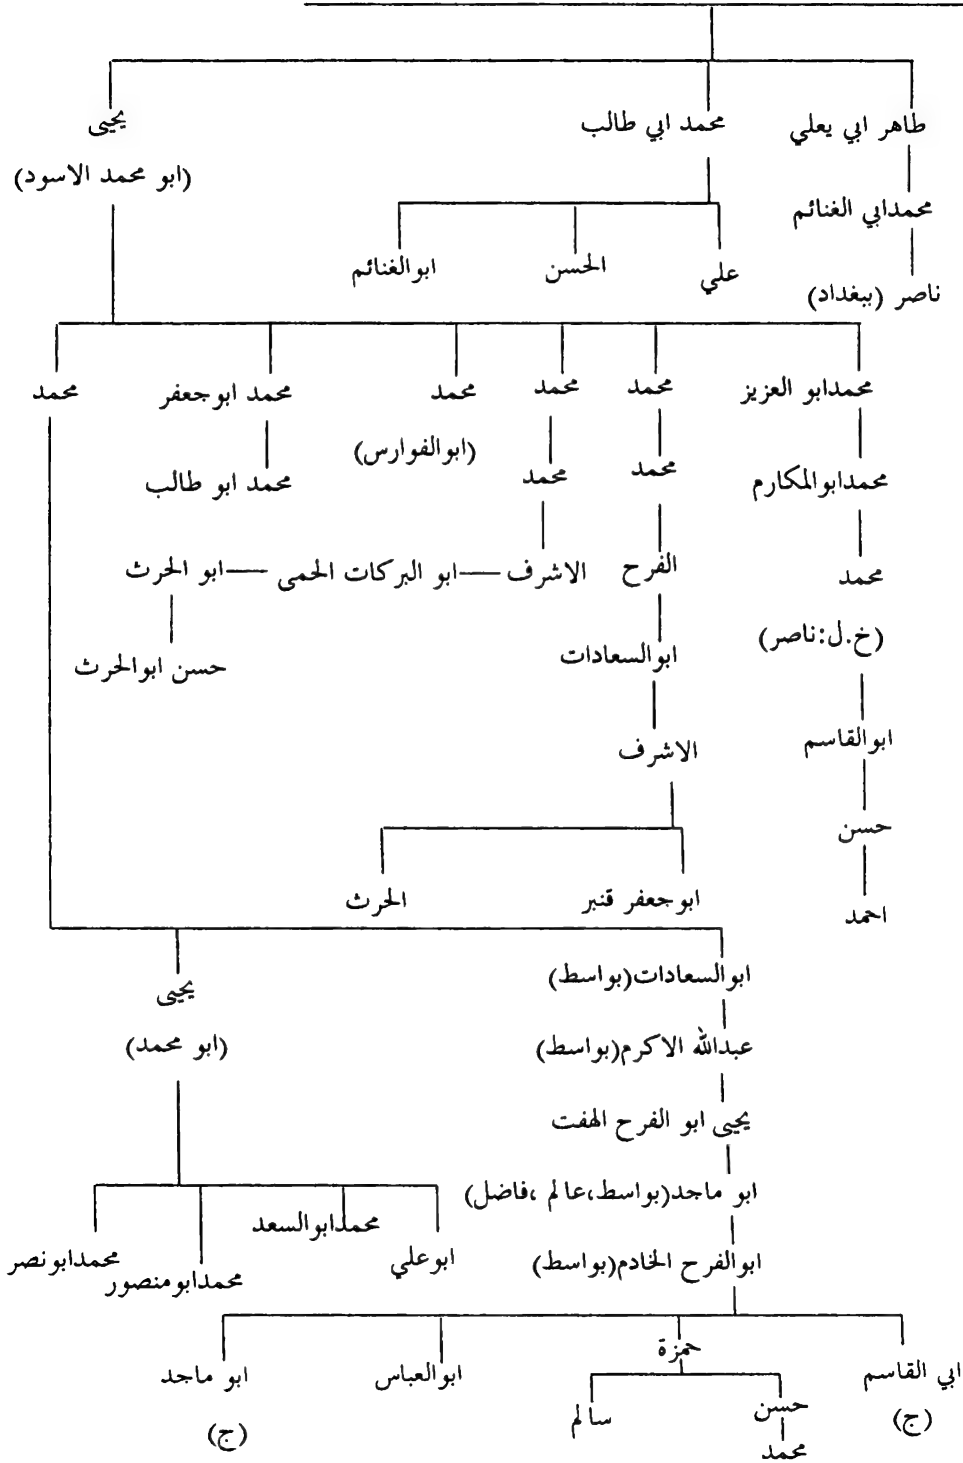 طاهر ابي يعلي    محمد ابي طالب    يحيى
(ابو محمد الاسود)
محمدابي الغنائم
علي    الحسن    ابوالغنائم
ناصر (ببغداد)
محمدابو العزيز    محمد    محمد    محمد    محمد ابوجعفر    محمد
(ابوالفوارس)
محمدابوالمكارم    محمد    محمد    محمد ابو طالب
محمد    الفرح    الاشرف — ابو البركات الحمى — ابو الحرث
(خ.ل:ناصر)
ابوالسعادات    حسن ابوالحرث
ابوالقاسم    الاشرف
حسن
احمد    ابوجعفر قنبر    الحرث
ابوالسعادات(بواسط)    يحيى
عبدالله الاكرم(بواسط)    (ابو محمد)
يحيى ابو الفرح الهفت
ابو ماجد(بواسط،عالم ،فاضل)
ابوالفرح الخادم(بواسط)    ابوعلي    محمدابوالسعد    محمدابومنصور    محمدابونصر
ابي القاسم    حمزة    ابوالعباس    ابو ماجد
(ج)    حسن    سالم    (ج)
محمد